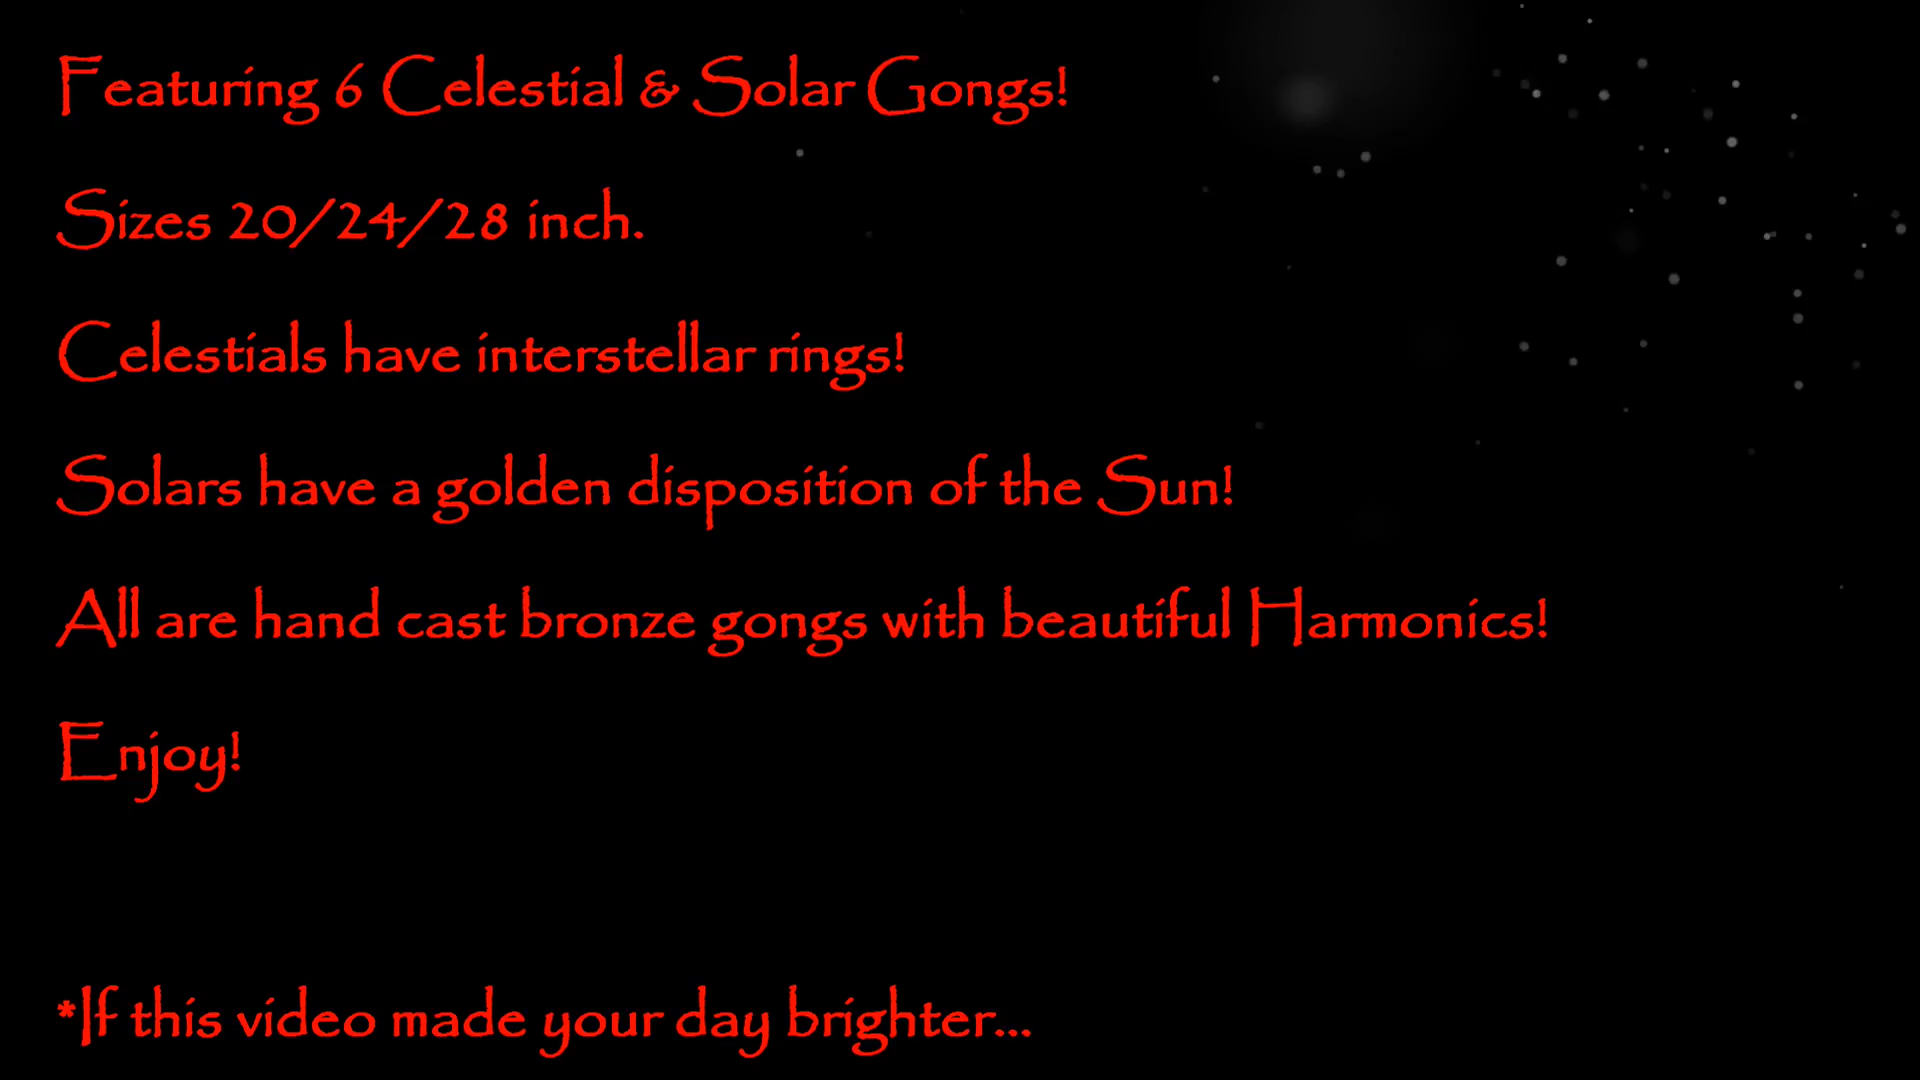 Featuring 6 Celestial & Solar Gongs!
Sizes 20/24/28 inch.
Celestials have interstellar rings!
Solars have a golden disposition of the Sun!
All are hand cast bronze gongs with beautiful Harmonics!
Enjoy!
*If this video made your day brighter...